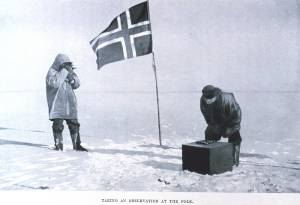 TAKING AN OBSERVATION AT THE POLE.